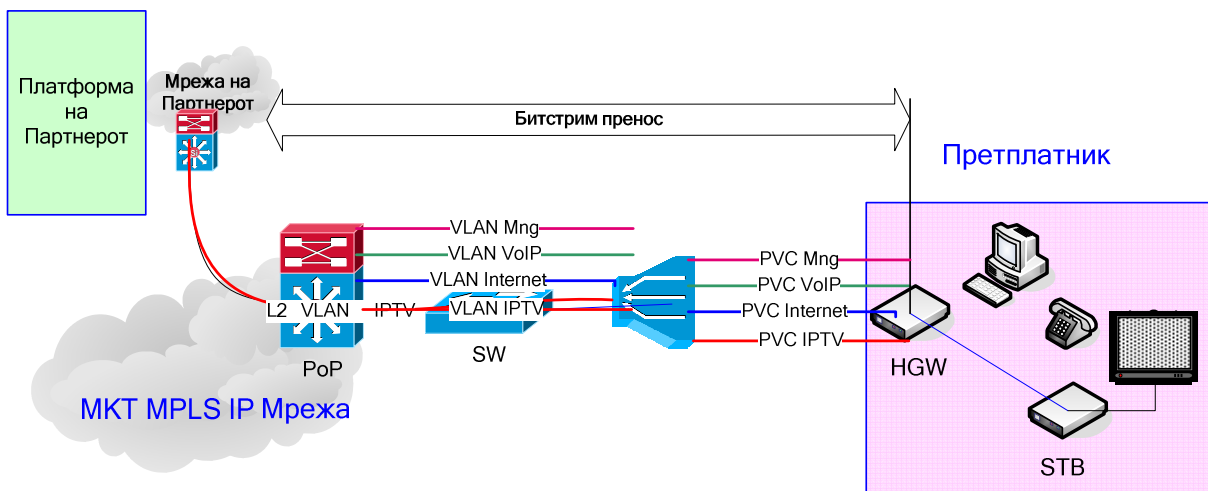 Платформа
на
Партнерот
Мрежа на
Партнерот
Битстрим пренос
Претплатник
VLAN Mng
VLAN VoIP
VLAN Internet
L2 VLAN IPTV
VLAN IPTV
PVC Mng
PVC VoIP
PVC Internet
PVC IPTV
SW
PoP
HGW
MKT MPLS IP Мрежа
STB